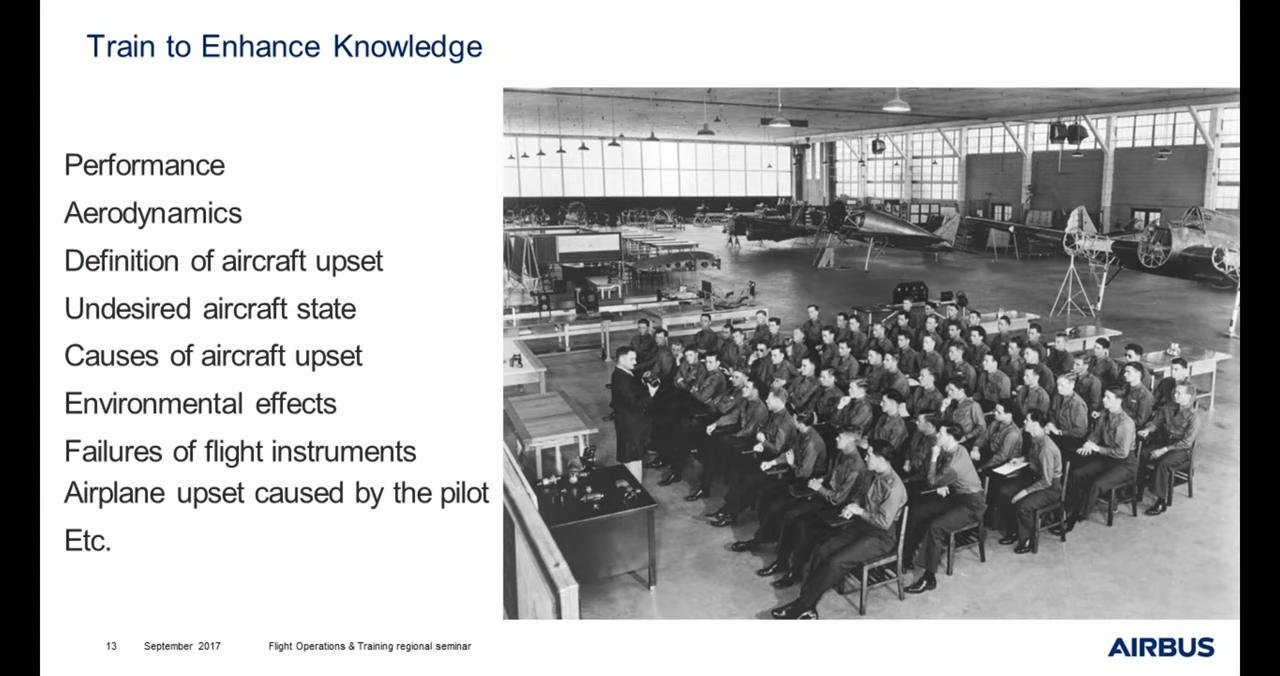 Train to Enhance Knowledge
Performance
Aerodynamics
Definition of aircraft upset
Undesired aircraft state
Causes of aircraft upset
Environmental effects
Failures of flight instruments
Airplane upset caused by the pilot
Etc.
13 September 2017 Flight Operations & Training regional seminar
AIRBUS